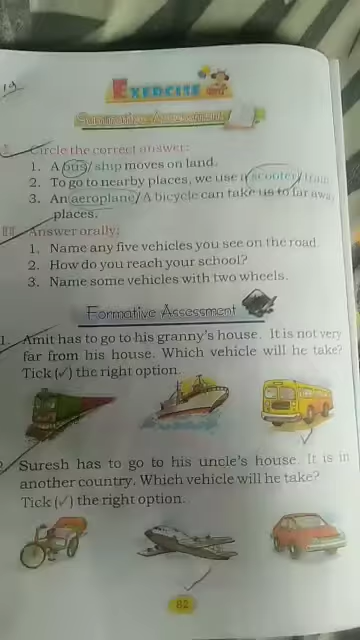 19
EXERCISE
Summative Assessment
Circle the correct answer:
1. A bus/ ship moves on land.
2. To go to nearby places, we use a scooter/ train
3. An aeroplane/ A bicycle can take us to far away
places.
II. Answer orally:
1. Name any five vehicles you see on the road
2. How do you reach your school?
3. Name some vehicles with two wheels.
Formative Assessment
1. Amit has to go to his granny's house. It is not very
far from his house. Which vehicle will he take?
Tick (✓) the right option.
Suresh has to go to his uncle's house. It is in
another country. Which vehicle will he take?
Tick (✓) the right option.
82